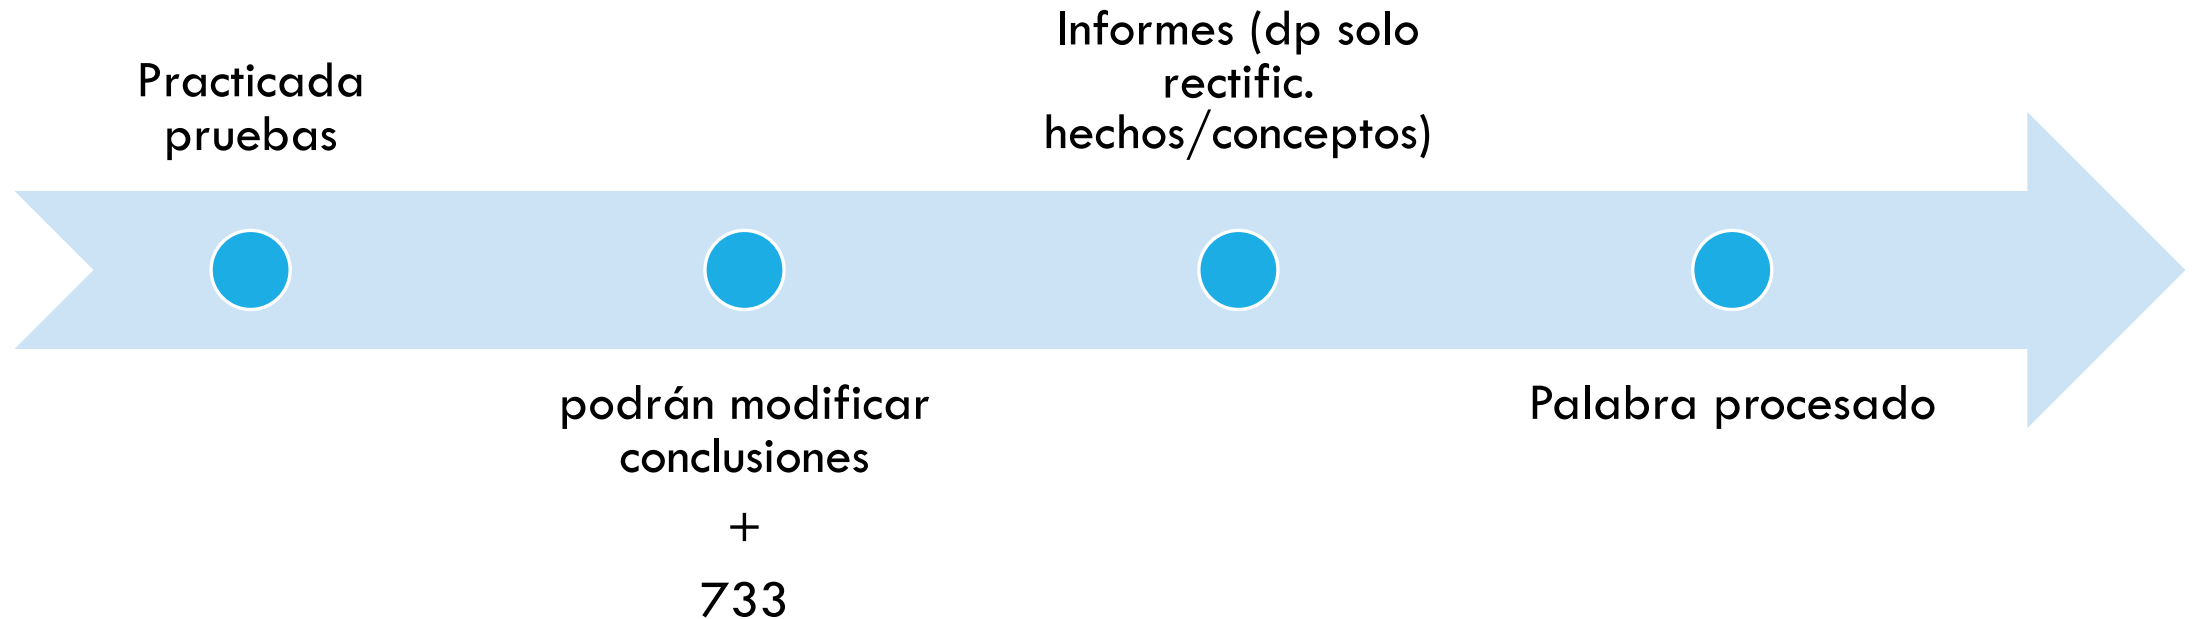 Practicada
pruebas
podrán modificar
conclusiones
+
733
Informes (dp solo
rectific.
hechos/conceptos)
Palabra procesado